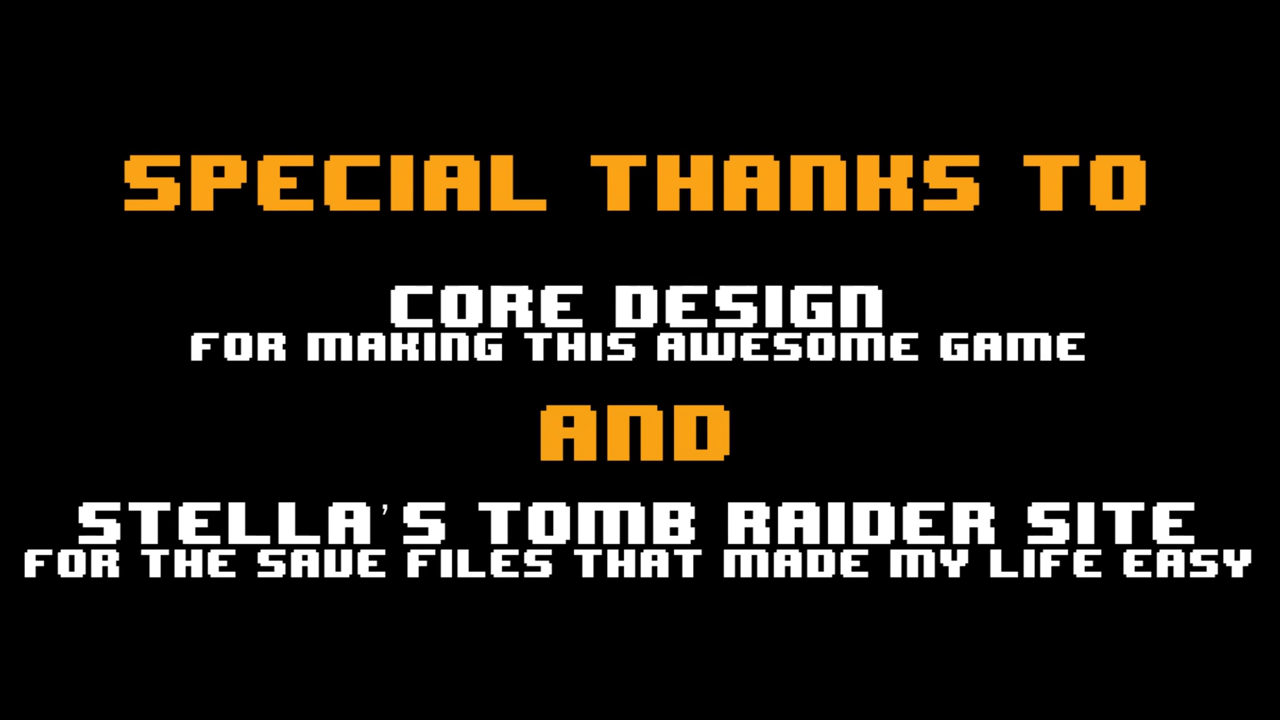 SPECIAL THANKS TO
CORE DESIGN
FOR MAKING THIS AWESOME GAME
AND
STELLA'S TOMB RAIDER SITE
FOR THE SAVE FILES THAT MADE MY LIFE EASY